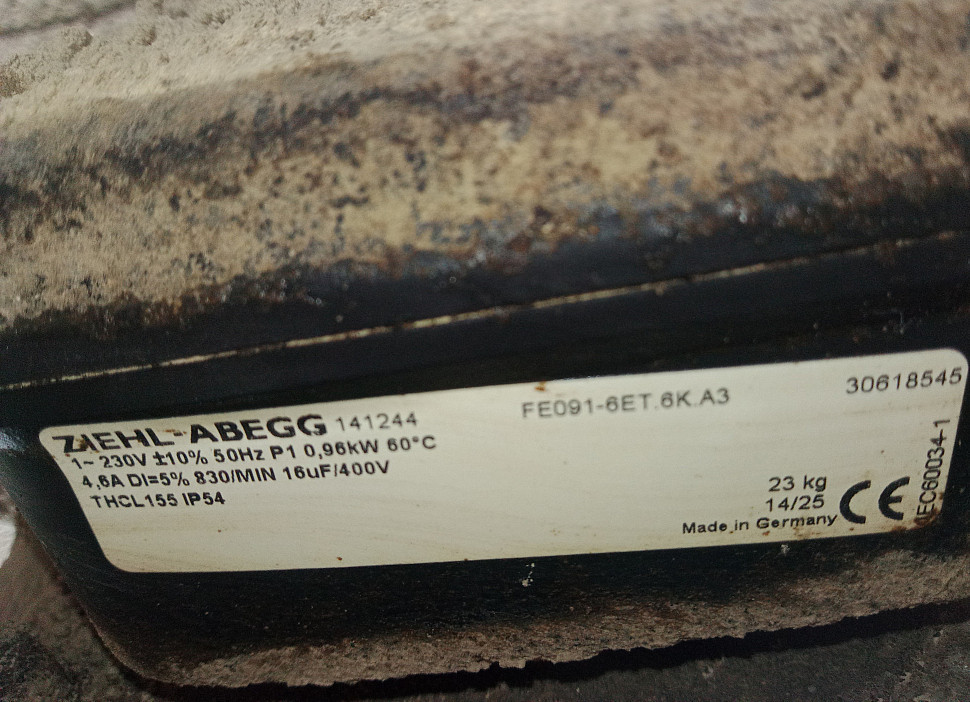 ZIEHL-ABEGG 141244
1~ 230V ±10% 50Hz P1 0,96kW 60°C
4,6A DI=5% 830/MIN 16uF/400V
THCL155 IP54
FE091-6ET.6K.A3
30618545
23 kg
14/25
Made in Germany
CE
IEC60034-1